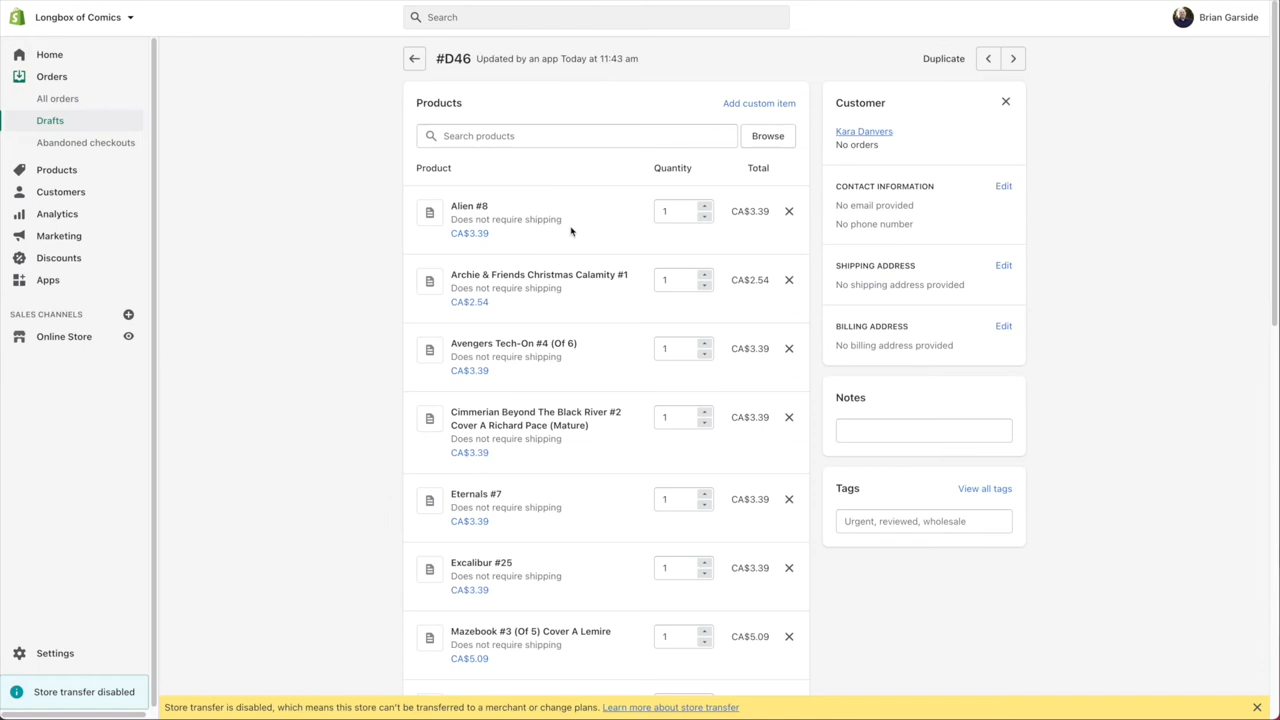 Longbox of Comics
Search
Brian Garside
Home
Orders
All orders
Drafts
Abandoned checkouts
Products
Customers
Analytics
Marketing
Discounts
Apps
SALES CHANNELS
Online Store
Settings
Store transfer disabled
#D46 Updated by an app Today at 11:43 am
Duplicate
Products
Add custom item
Search products
Browse
Product Quantity Total
Alien #8
Does not require shipping
CA$3.39
1
CA$3.39
Archie & Friends Christmas Calamity #1
Does not require shipping
CA$2.54
1
CA$2.54
Avengers Tech-On #4 (Of 6)
Does not require shipping
CA$3.39
1
CA$3.39
Cimmerian Beyond The Black River #2
Cover A Richard Pace (Mature)
Does not require shipping
CA$3.39
1
CA$3.39
Eternals #7
Does not require shipping
CA$3.39
1
CA$3.39
Excalibur #25
Does not require shipping
CA$3.39
1
CA$3.39
Mazebook #3 (Of 5) Cover A Lemire
Does not require shipping
CA$5.09
1
CA$5.09
Customer
Kara Danvers
No orders
CONTACT INFORMATION Edit
No email provided
No phone number
SHIPPING ADDRESS Edit
No shipping address provided
BILLING ADDRESS Edit
No billing address provided
Notes
Tags View all tags
Urgent, reviewed, wholesale
Store transfer is disabled, which means this store can't be transferred to a merchant or change plans. Learn more about store transfer